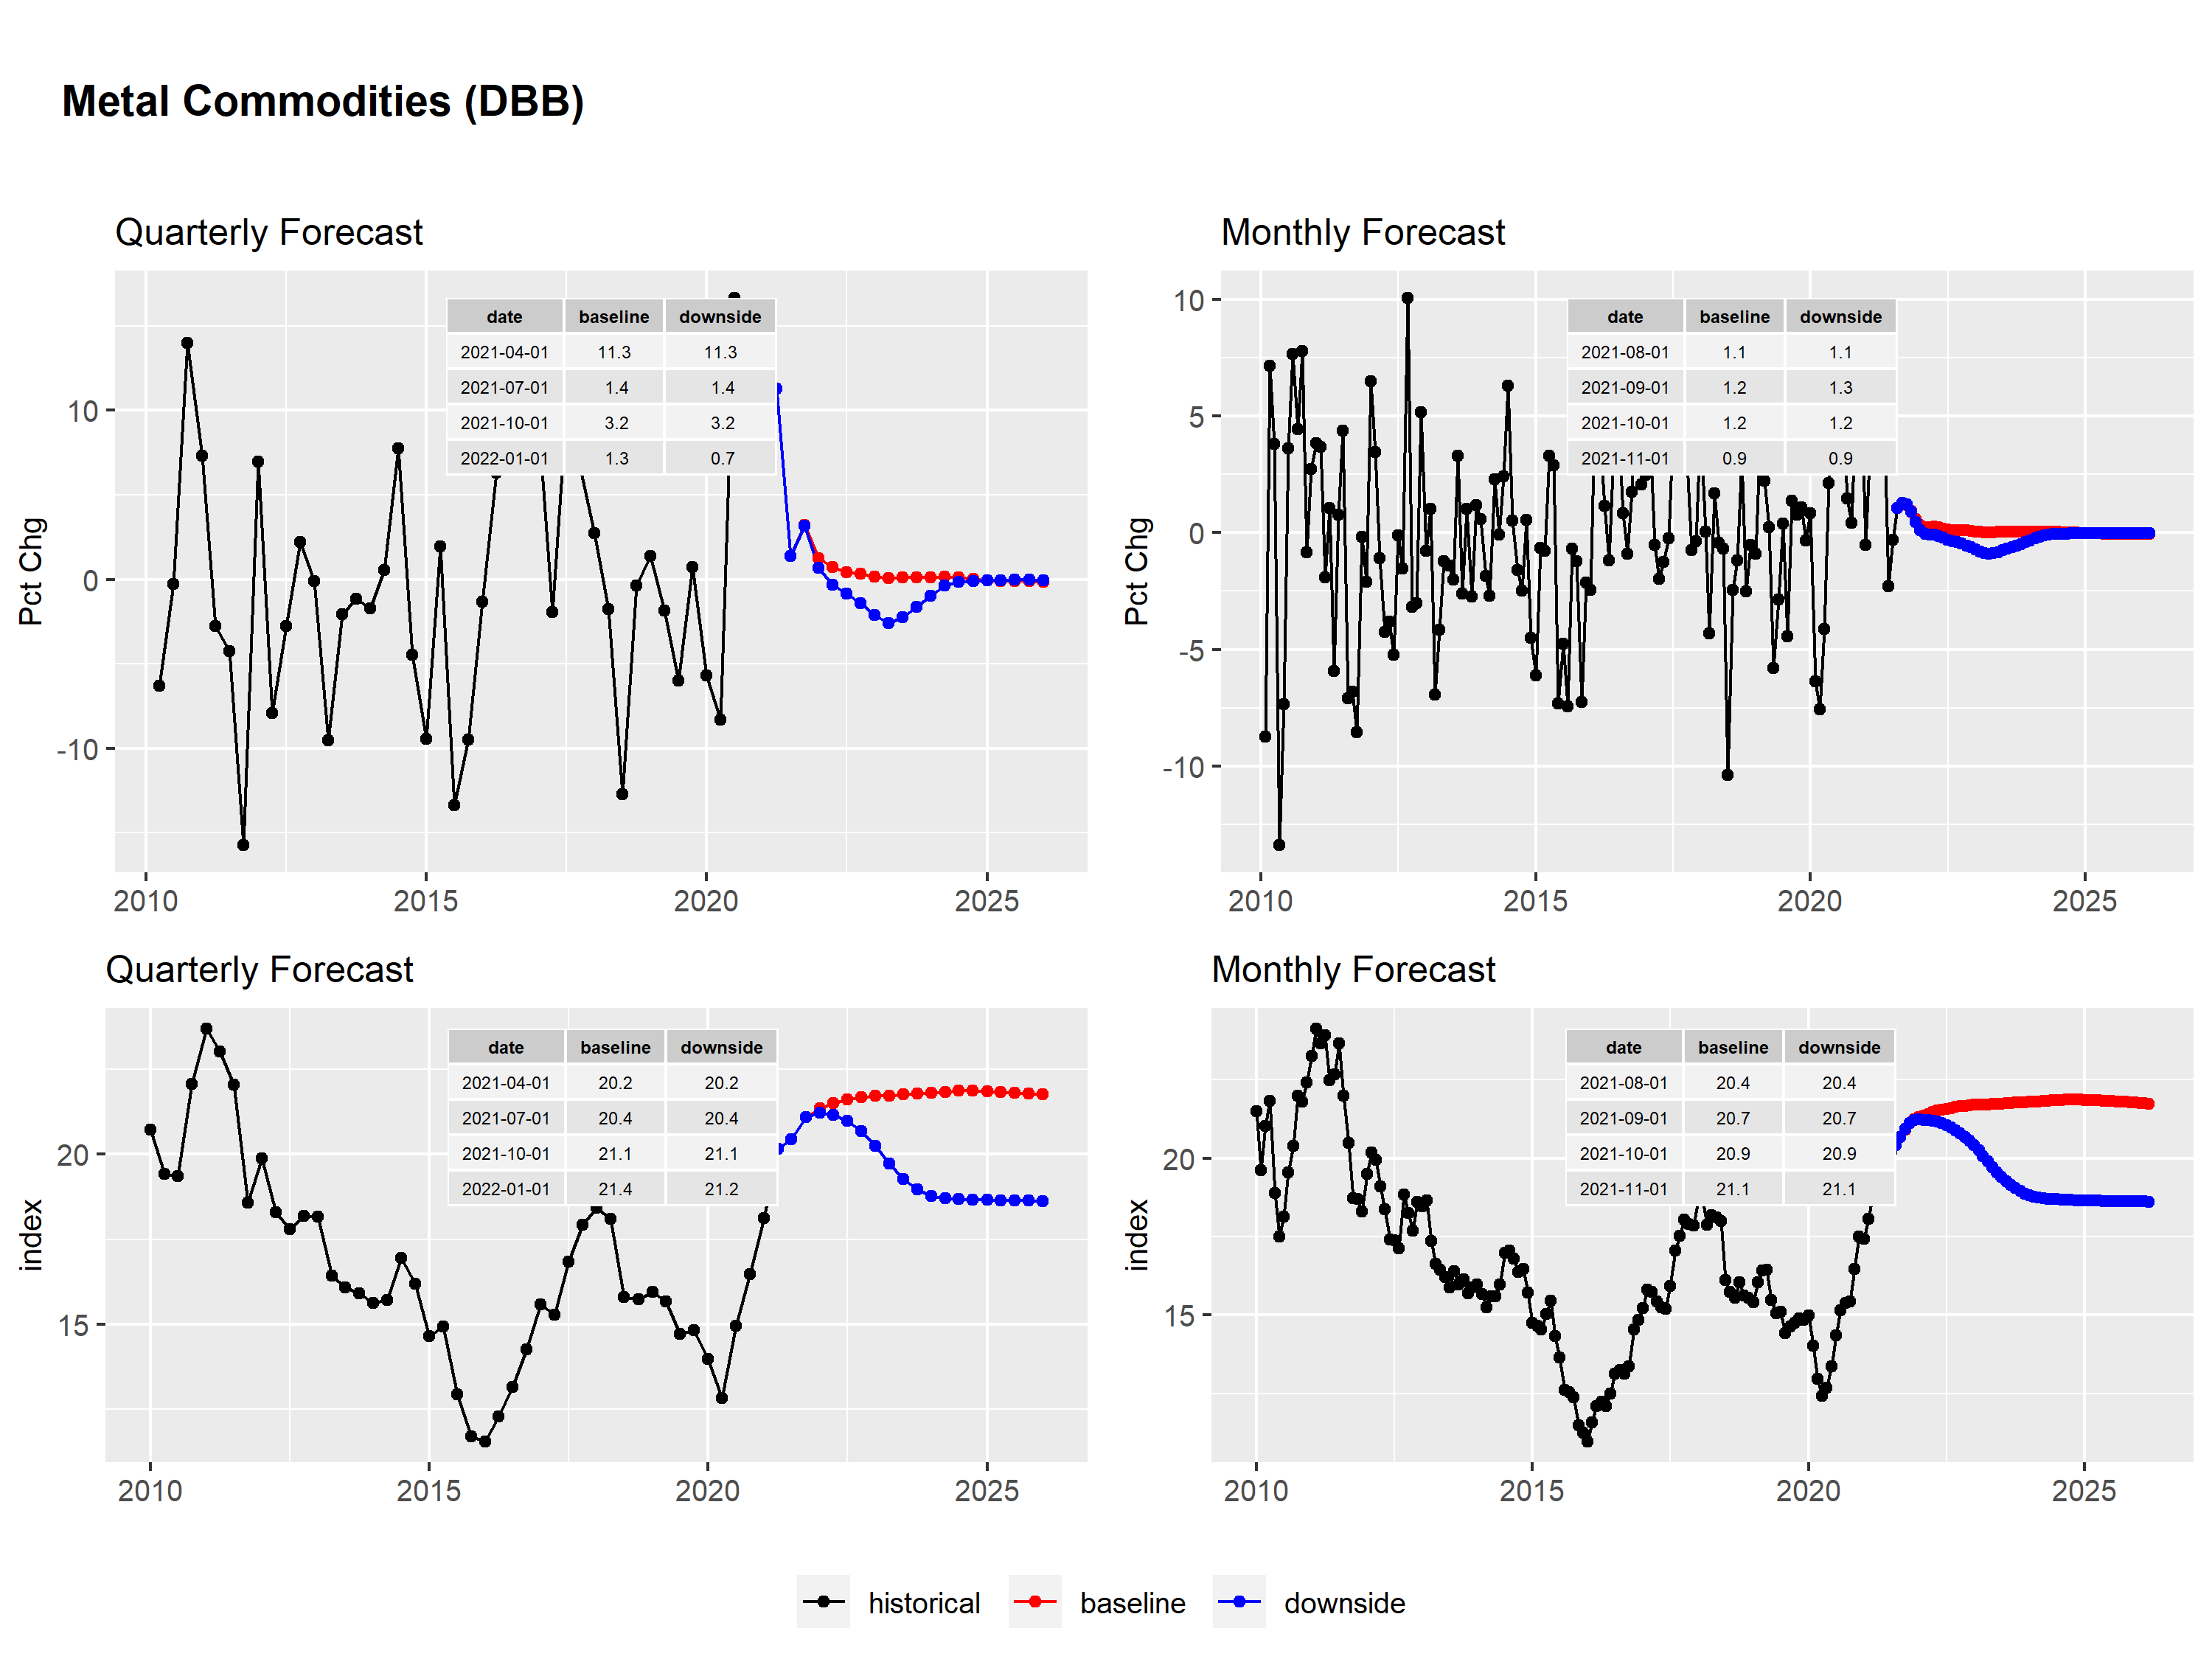 Metal Commodities (DBB)
Quarterly Forecast
Pct Chg
10
0
-10
date baseline downside
2021-04-01 11.3 11.3
2021-07-01 1.4 1.4
2021-10-01 3.2 3.2
2022-01-01 1.3 0.7
2010 2015 2020 2025
Monthly Forecast
Pct Chg
10
5
0
-5
-10
date baseline downside
2021-08-01 1.1 1.1
2021-09-01 1.2 1.3
2021-10-01 1.2 1.2
2021-11-01 0.9 0.9
2010 2015 2020 2025
Quarterly Forecast
index
20
15
date baseline downside
2021-04-01 20.2 20.2
2021-07-01 20.4 20.4
2021-10-01 21.1 21.1
2022-01-01 21.4 21.2
2010 2015 2020 2025
Monthly Forecast
index
20
15
date baseline downside
2021-08-01 20.4 20.4
2021-09-01 20.7 20.7
2021-10-01 20.9 20.9
2021-11-01 21.1 21.1
2010 2015 2020 2025
historical baseline downside